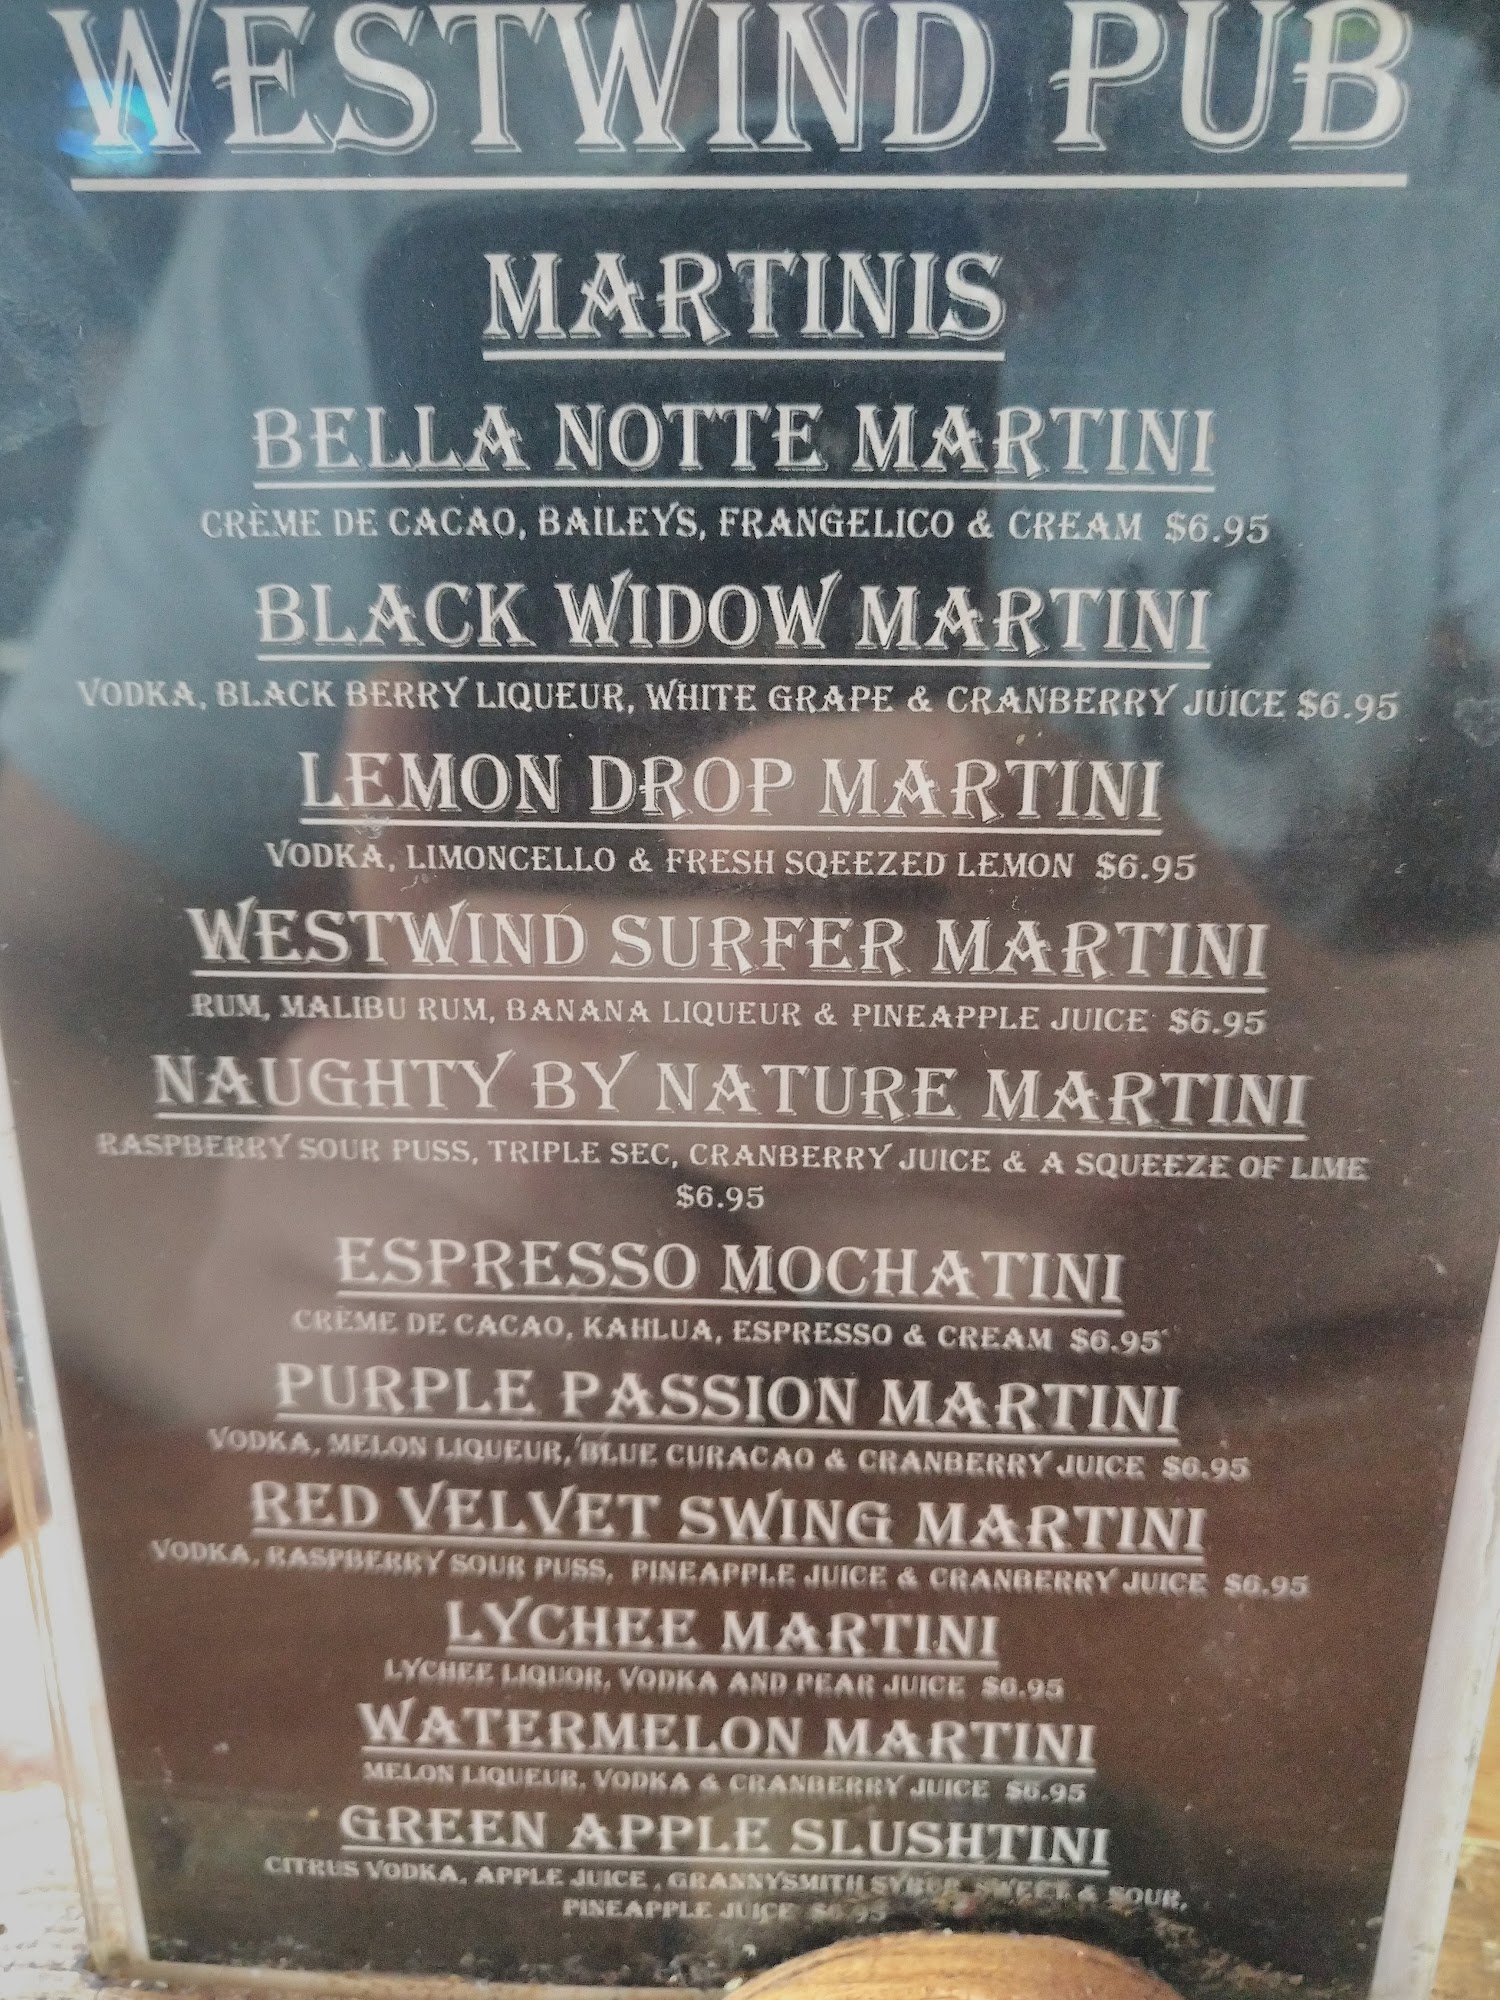 WESTWIND PUB
MARTINIS
BELLA NOTTE MARTINI
CRÈME DE CACAO, BAILEYS, FRANGELICO & CREAM $6.95
BLACK WIDOW MARTINI
VODKA, BLACK BERRY LIQUEUR, WHITE GRAPE & CRANBERRY JUICE $6.95
LEMON DROP MARTINI
VODKA, LIMONCELLO & FRESH SQEEZED LEMON $6.95
WESTWIND SURFER MARTINI
RUM, MALIBU RUM, BANANA LIQUEUR & PINEAPPLE JUICE $6.95
NAUGHTY BY NATURE MARTINI
RASPBERRY SOUR PUSS, TRIPLE SEC, CRANBERRY JUICE & A SQUEEZE OF LIME
$6.95
ESPRESSO MOCHATINI
CRÈME DE CACAO, KAHLUA, ESPRESSO & CREAM $6.95
PURPLE PASSION MARTINI
VODKA, MELON LIQUEUR, BLUE CURACAO & CRANBERRY JUICE $6.95
RED VELVET SWING MARTINI
VODKA, RASPBERRY SOUR PUSS, PINEAPPLE JUICE & CRANBERRY JUICE $6.95
LYCHEE MARTINI
LYCHEE LIQUOR, VODKA AND PEAR JUICE $6.95
WATERMELON MARTINI
MELON LIQUEUR, VODKA & CRANBERRY JUICE $6.95
GREEN APPLE SLUSHTINI
CITRUS VODKA, APPLE JUICE , GRANNYSMITH SYRUP, SWEET & SOUR,
PINEAPPLE JUICE $6.95